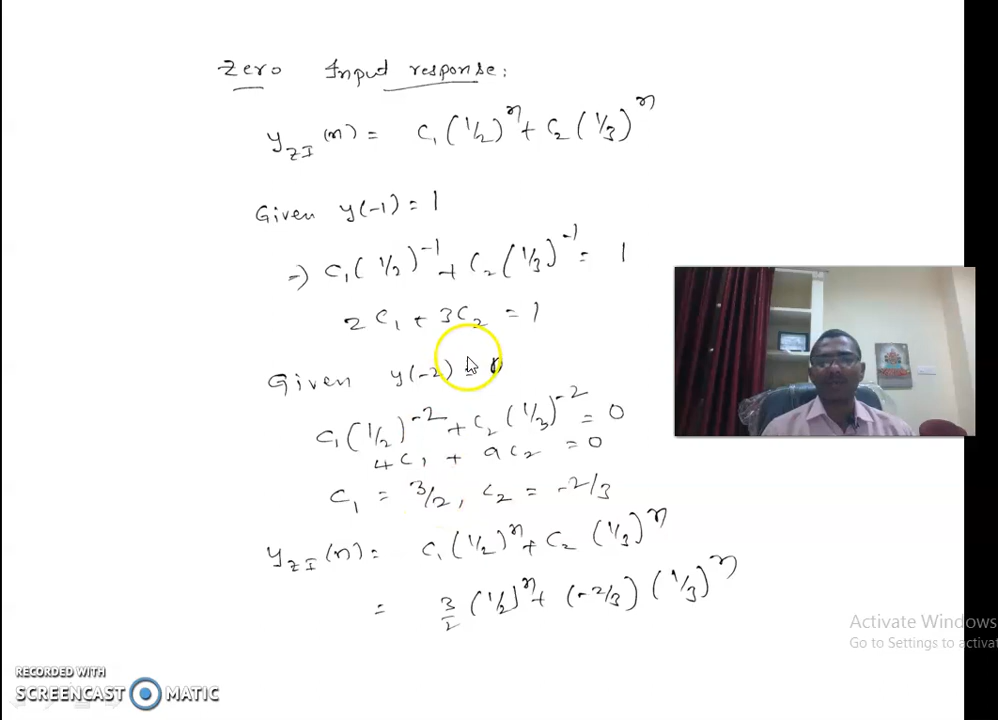 Zero Input response:
y_ZI(n) = C₁(1/2)ⁿ + C₂(1/3)ⁿ
Given y(-1) = 1
⇒ C₁(1/2)⁻¹ + C₂(1/3)⁻¹ = 1
2C₁ + 3C₂ = 1
Given y(-2) = 0
C₁(1/2)⁻² + C₂(1/3)⁻² = 0
4C₁ + 9C₂ = 0
C₁ = 3/2, C₂ = -2/3
y_ZI(n) = C₁(1/2)ⁿ + C₂(1/3)ⁿ
= 3/2 (1/2)ⁿ + (-2/3)(1/3)ⁿ
Activate Windows
Go to Settings to activat
RECORDED WITH
SCREENCAST MATIC